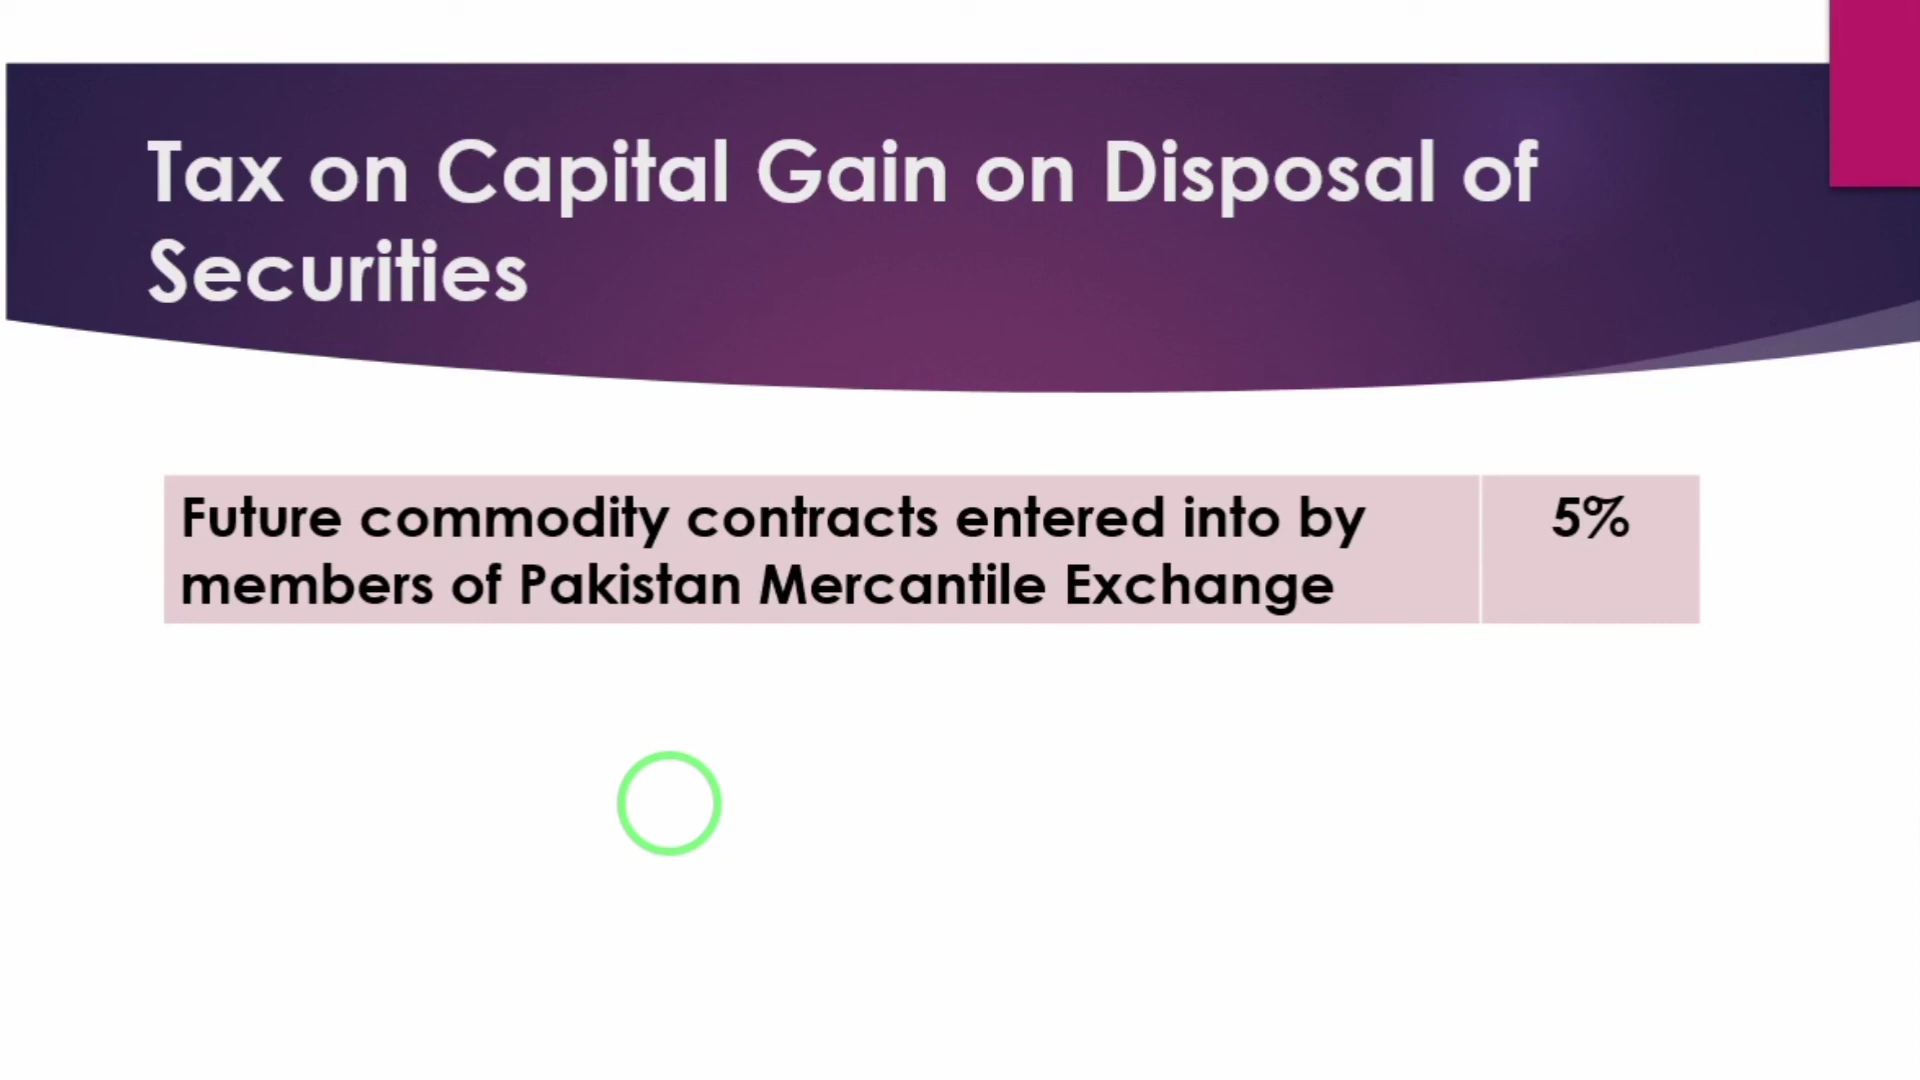 Tax on Capital Gain on Disposal of
Securities
Future commodity contracts entered into by
members of Pakistan Mercantile Exchange
5%